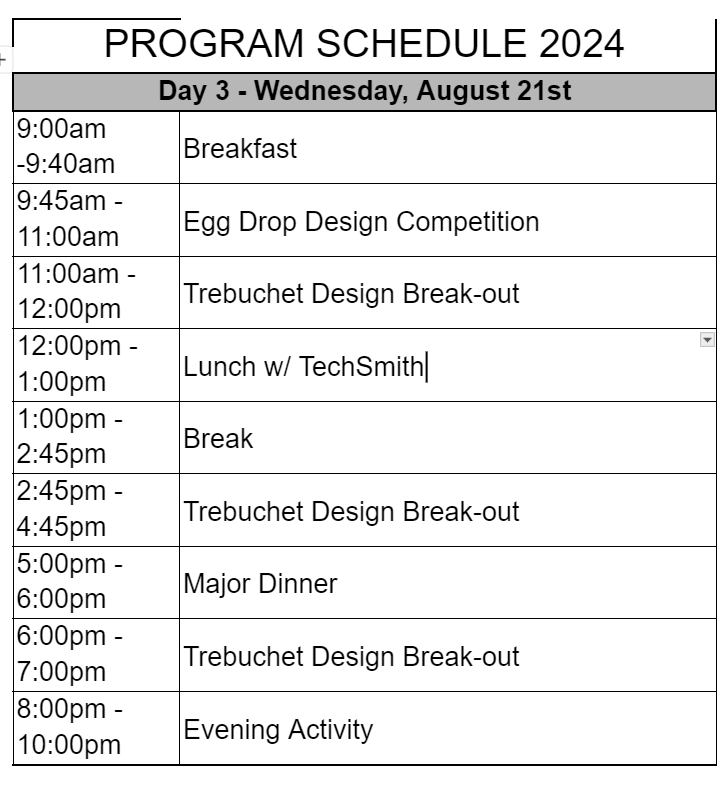 PROGRAM SCHEDULE 2024
Day 3 - Wednesday, August 21st
9:00am
-9:40am
Breakfast
9:45am -
11:00am
Egg Drop Design Competition
11:00am -
12:00pm
Trebuchet Design Break-out
12:00pm -
1:00pm
Lunch w/ TechSmith
1:00pm -
2:45pm
Break
2:45pm -
4:45pm
Trebuchet Design Break-out
5:00pm -
6:00pm
Major Dinner
6:00pm -
7:00pm
Trebuchet Design Break-out
8:00pm -
10:00pm
Evening Activity